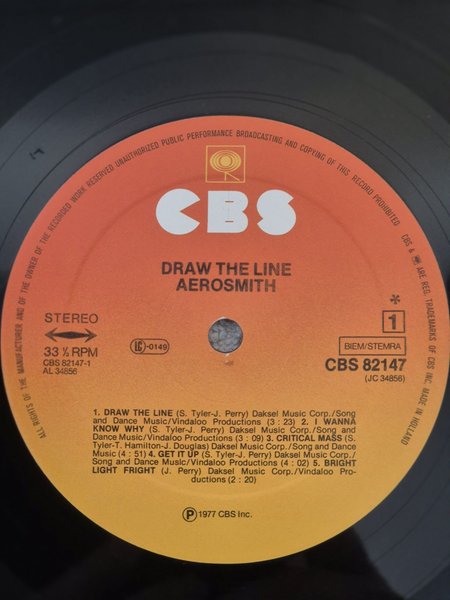 ALL RIGHTS OF THE MANUFACTURER AND OF THE OWNER OF THE RECORDED WORK RESERVED UNAUTHORIZED PUBLIC PERFORMANCE BROADCASTING AND COPYING OF THIS RECORD PROHIBITED
CBS & ARE REG. TRADEMARKS OF CBS INC. MADE IN HOLLAND
CBS
DRAW THE LINE
AEROSMITH
STEREO
33 ⅓ RPM
CBS 82147-1
AL 34856
LC-0149
*
1
BIEM/STEMRA
CBS 82147
(JC 34856)
1. DRAW THE LINE (S. Tyler-J. Perry) Daksel Music Corp./Song
and Dance Music/Vindaloo Productions (3 : 23) 2. I WANNA
KNOW WHY (S. Tyler-J. Perry) Daksel Music Corp./Song and
Dance Music/Vindaloo Productions (3 : 09) 3. CRITICAL MASS (S.
Tyler-T. Hamilton-J. Douglas) Daksel Music Corp./Song and Dance
Music (4 : 51) 4. GET IT UP (S. Tyler-J. Perry) Daksel Music Corp./
Song and Dance Music/Vindaloo Productions (4 : 02) 5. BRIGHT
LIGHT FRIGHT (J. Perry) Daksel Music Corp./Vindaloo Pro-
ductions (2 : 20)
Ⓟ 1977 CBS Inc.